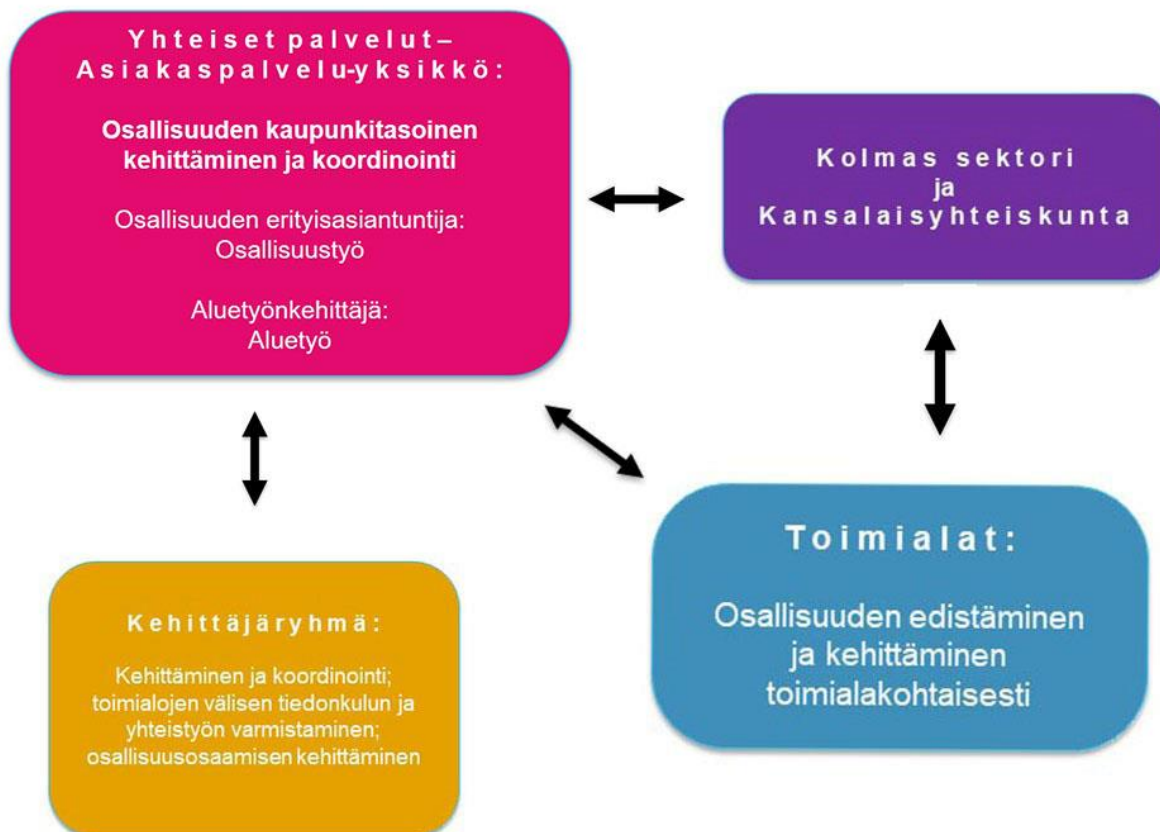 Yhteiset palvelut–
Asiakaspalvelu-yksikkö:
Osallisuuden kaupunkitasoinen
kehittäminen ja koordinointi
Osallisuuden erityisasiantuntija:
Osallisuustyö
Aluetyönkehittäjä:
Aluetyö
Kolmas sektori
ja
Kansalaisyhteiskunta
Kehittäjäryhmä:
Kehittäminen ja koordinointi;
toimialojen välisen tiedonkulun ja
yhteistyön varmistaminen;
osallisuusosaamisen kehittäminen
Toimialat:
Osallisuuden edistäminen
ja kehittäminen
toimialakohtaisesti